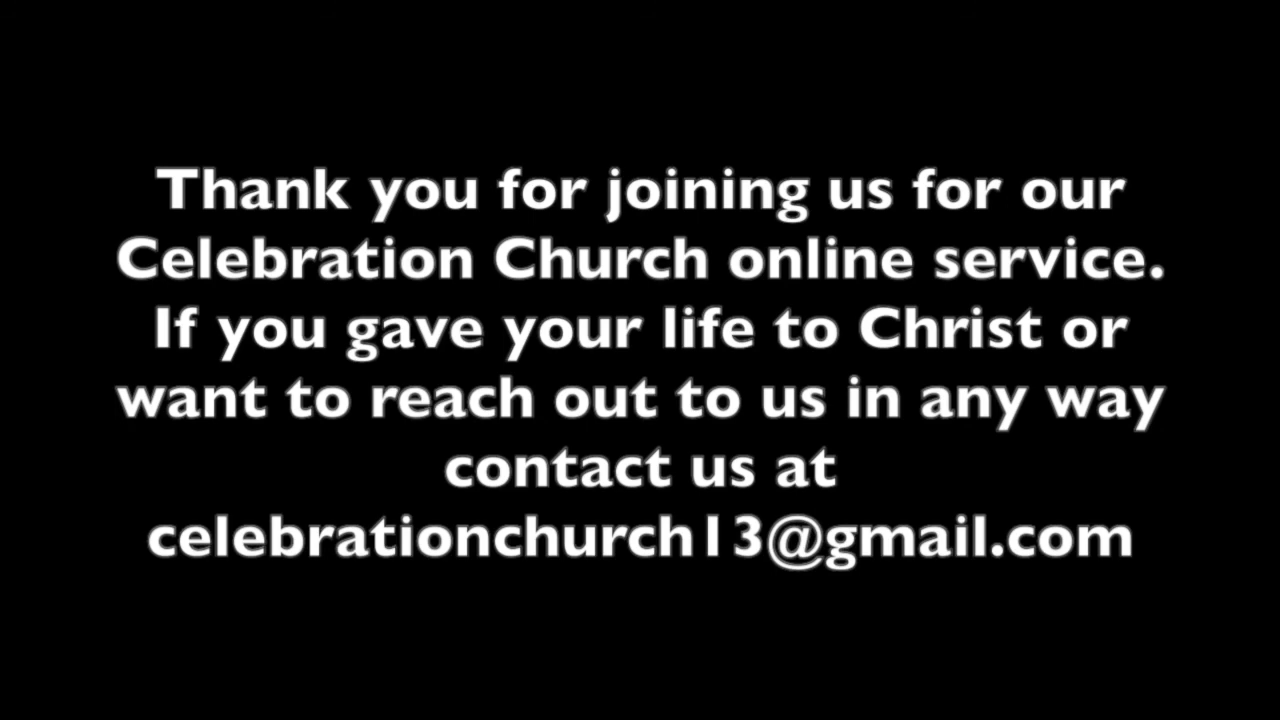 Thank you for joining us for our
Celebration Church online service.
If you gave your life to Christ or
want to reach out to us in any way
contact us at
celebrationchurch13@gmail.com